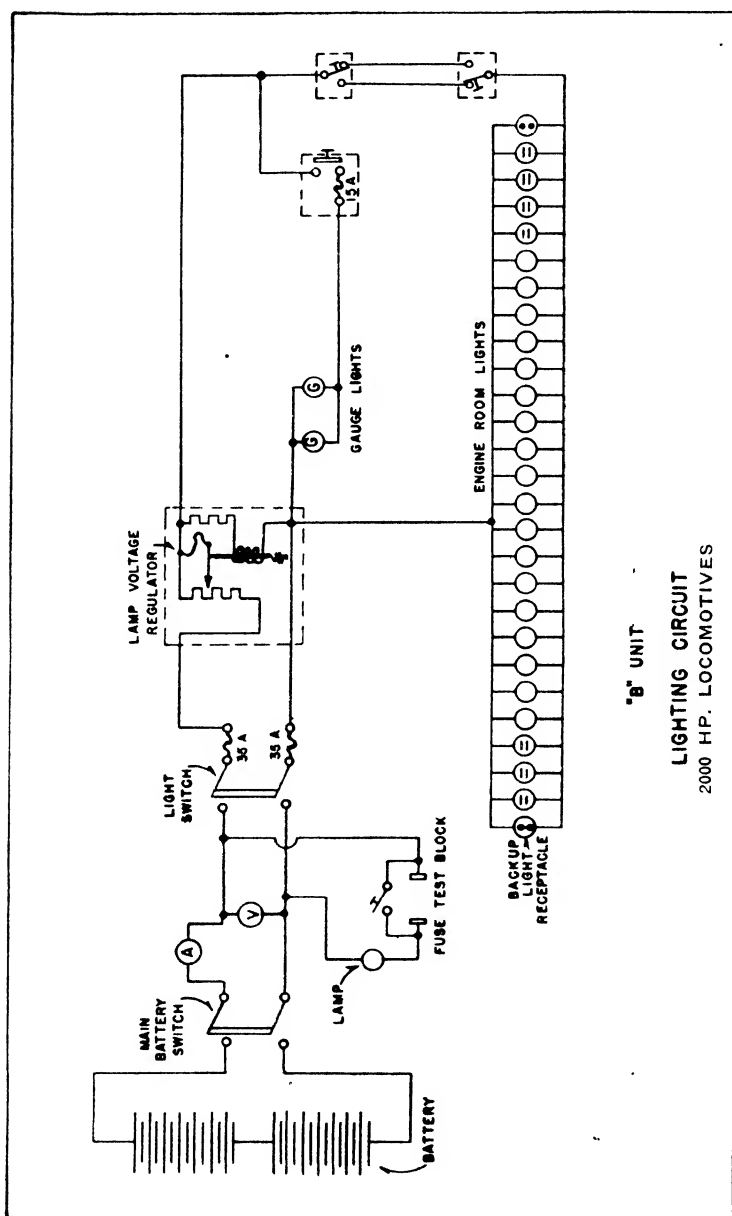 BATTERY
MAIN
BATTERY
SWITCH
A
V
LAMP
FUSE TEST BLOCK
LIGHT
SWITCH
35 A
35 A
LAMP VOLTAGE
REGULATOR
G
G
GAUGE LIGHTS
15A
ENGINE ROOM LIGHTS
BACKUP
LIGHT
RECEPTACLE
"B" UNIT
LIGHTING CIRCUIT
2000 HP. LOCOMOTIVES